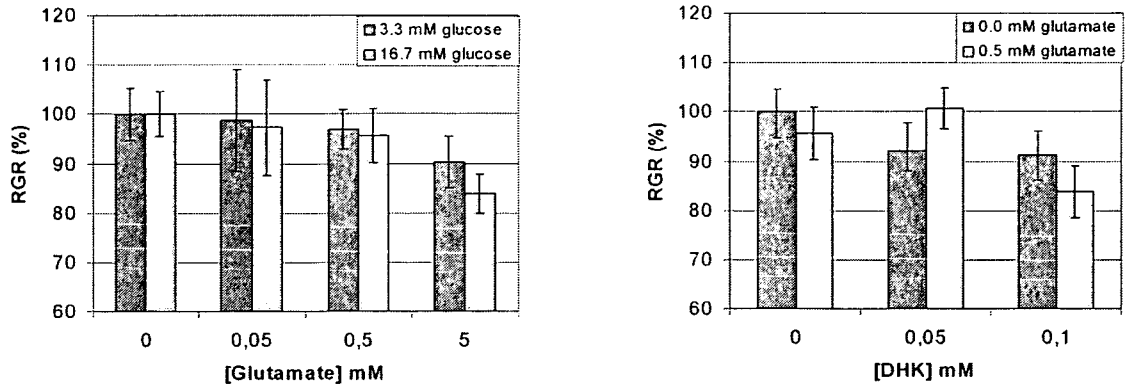 120
110
100
90
80
70
60
RGR (%)
3.3 mM glucose
16.7 mM glucose
0
0,05
0,5
5
[Glutamate] mM
120
110
100
90
80
70
60
RGR (%)
0.0 mM glutamate
0.5 mM glutamate
0
0,05
0,1
[DHK] mM